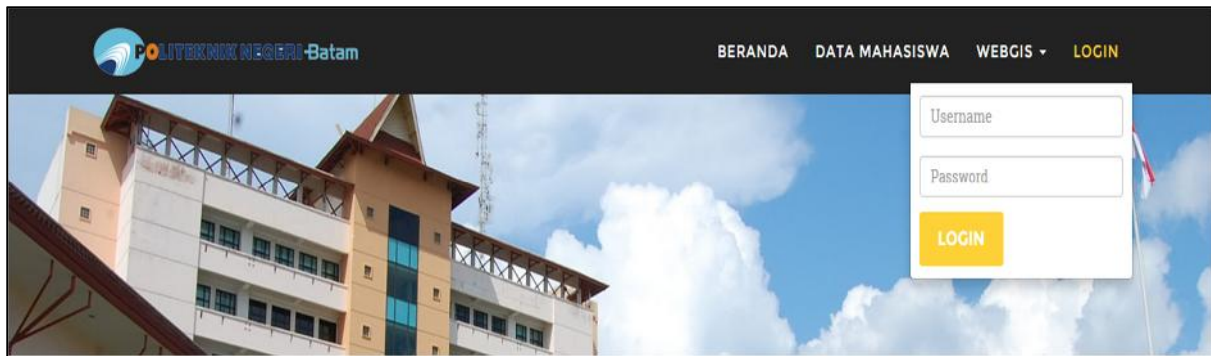 POLITEKNIK NEGERI-Batam
BERANDA DATA MAHASISWA WEBGIS LOGIN
Username
Password
LOGIN